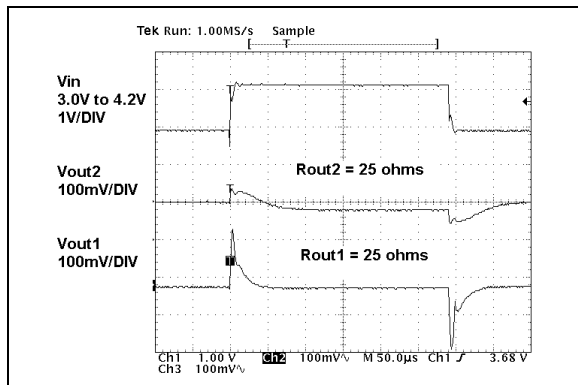 Tek Run: 1.00MS/s Sample
T
Vin
3.0V to 4.2V
1V/DIV
T
Vout2
100mV/DIV
Rout2 = 25 ohms
T
Vout1
100mV/DIV
Rout1 = 25 ohms
Ch1 1.00 V Ch2 100mV∿ M 50.0µs Ch1 ƒ 3.68 V
Ch3 100mV∿